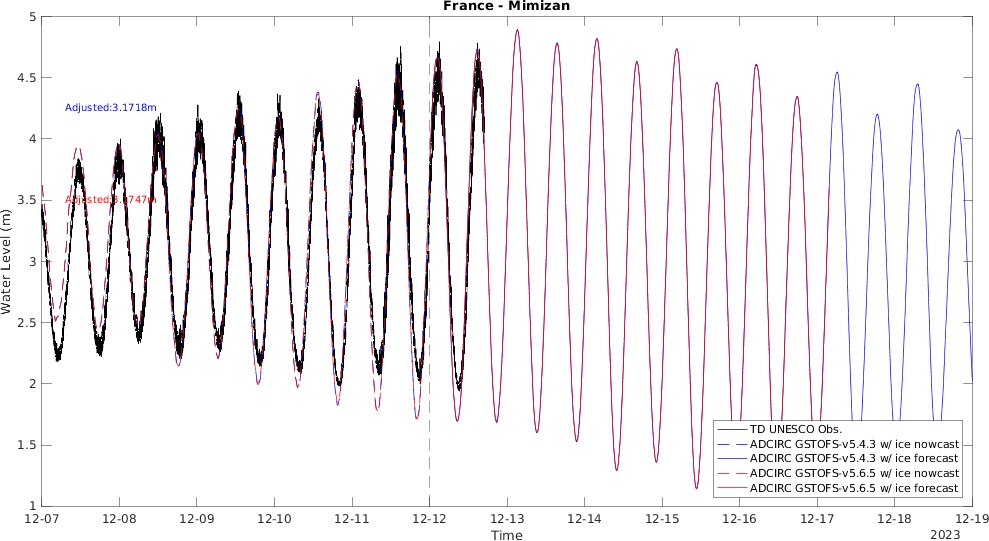 France - Mimizan
5
4.5
4
3.5
3
2.5
2
1.5
1
Water Level (m)
Adjusted:3.1718m
Adjusted:3.1747m
TD UNESCO Obs.
ADCIRC GSTOFS-v5.4.3 w/ ice nowcast
ADCIRC GSTOFS-v5.4.3 w/ ice forecast
ADCIRC GSTOFS-v5.6.5 w/ ice nowcast
ADCIRC GSTOFS-v5.6.5 w/ ice forecast
12-07 12-08 12-09 12-10 12-11 12-12 12-13 12-14 12-15 12-16 12-17 12-18 12-19
Time
2023